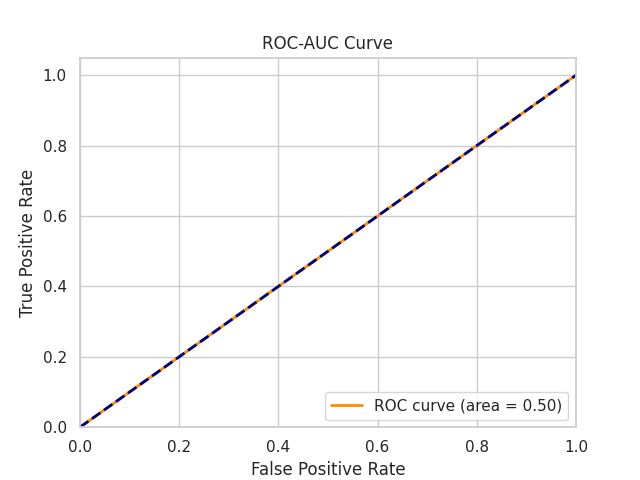 ROC-AUC Curve
True Positive Rate
1.0
0.8
0.6
0.4
0.2
0.0
ROC curve (area = 0.50)
0.0 0.2 0.4 0.6 0.8 1.0
False Positive Rate